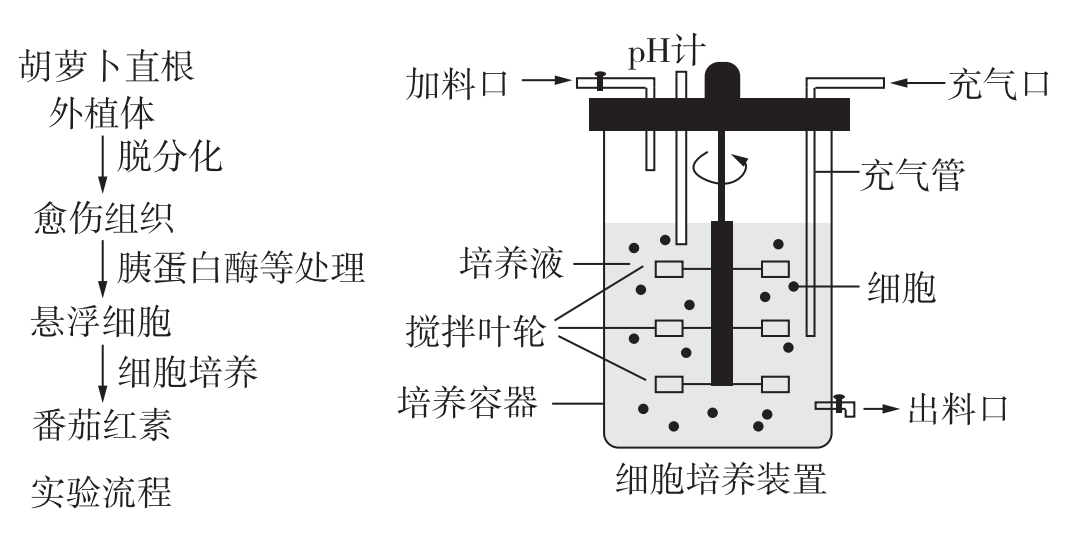 胡萝卜直根
外植体
脱分化
愈伤组织
胰蛋白酶等处理
悬浮细胞
细胞培养
番茄红素
实验流程
pH计
加料口
充气口
充气管
培养液
细胞
搅拌叶轮
培养容器
出料口
细胞培养装置